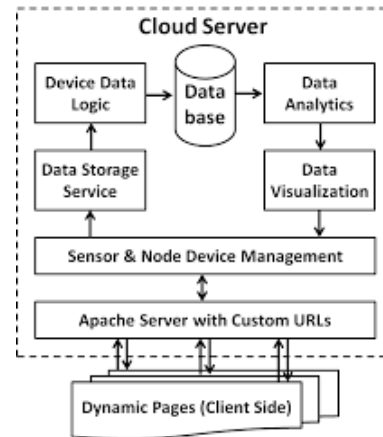 Cloud Server
Device Data
Logic
Data
base
Data
Analytics
Data Storage
Service
Data
Visualization
Sensor & Node Device Management
Apache Server with Custom URLs
Dynamic Pages (Client Side)